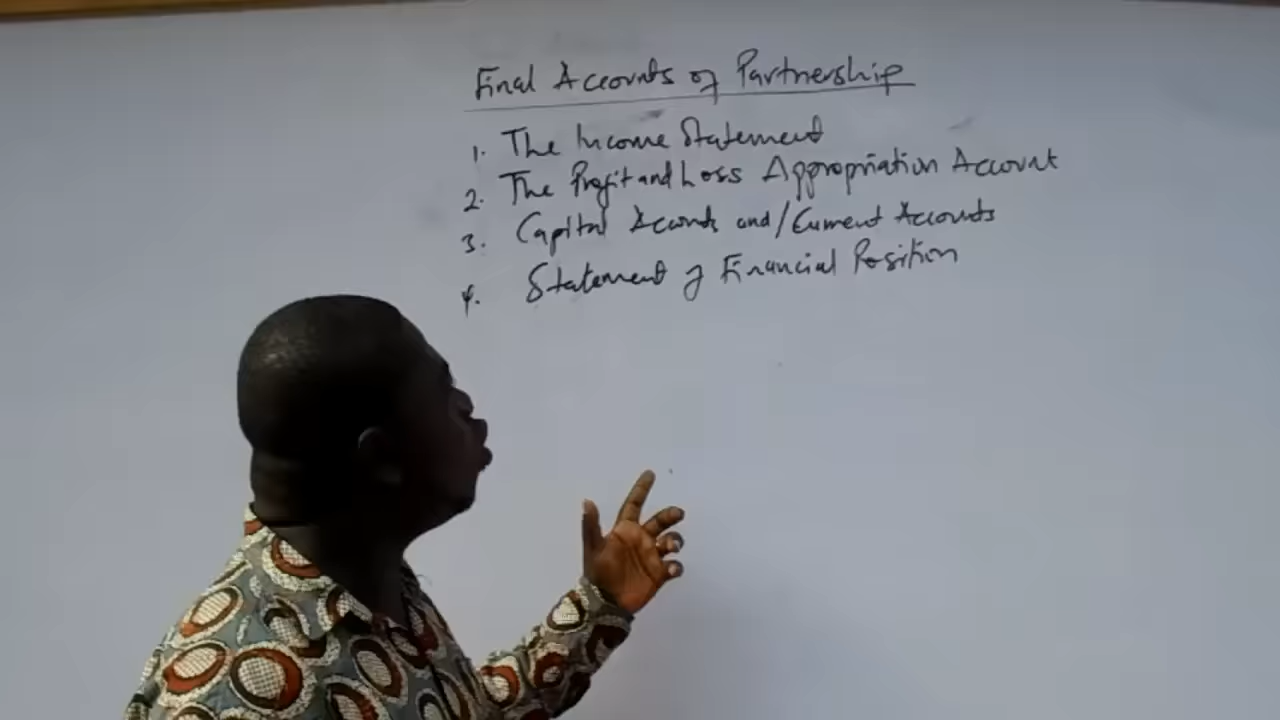 Final Accounts of Partnership
1. The Income Statement
2. The Profit and Loss Appropriation Account
3. Capital Accounts and/Current Accounts
4. Statement of Financial Position